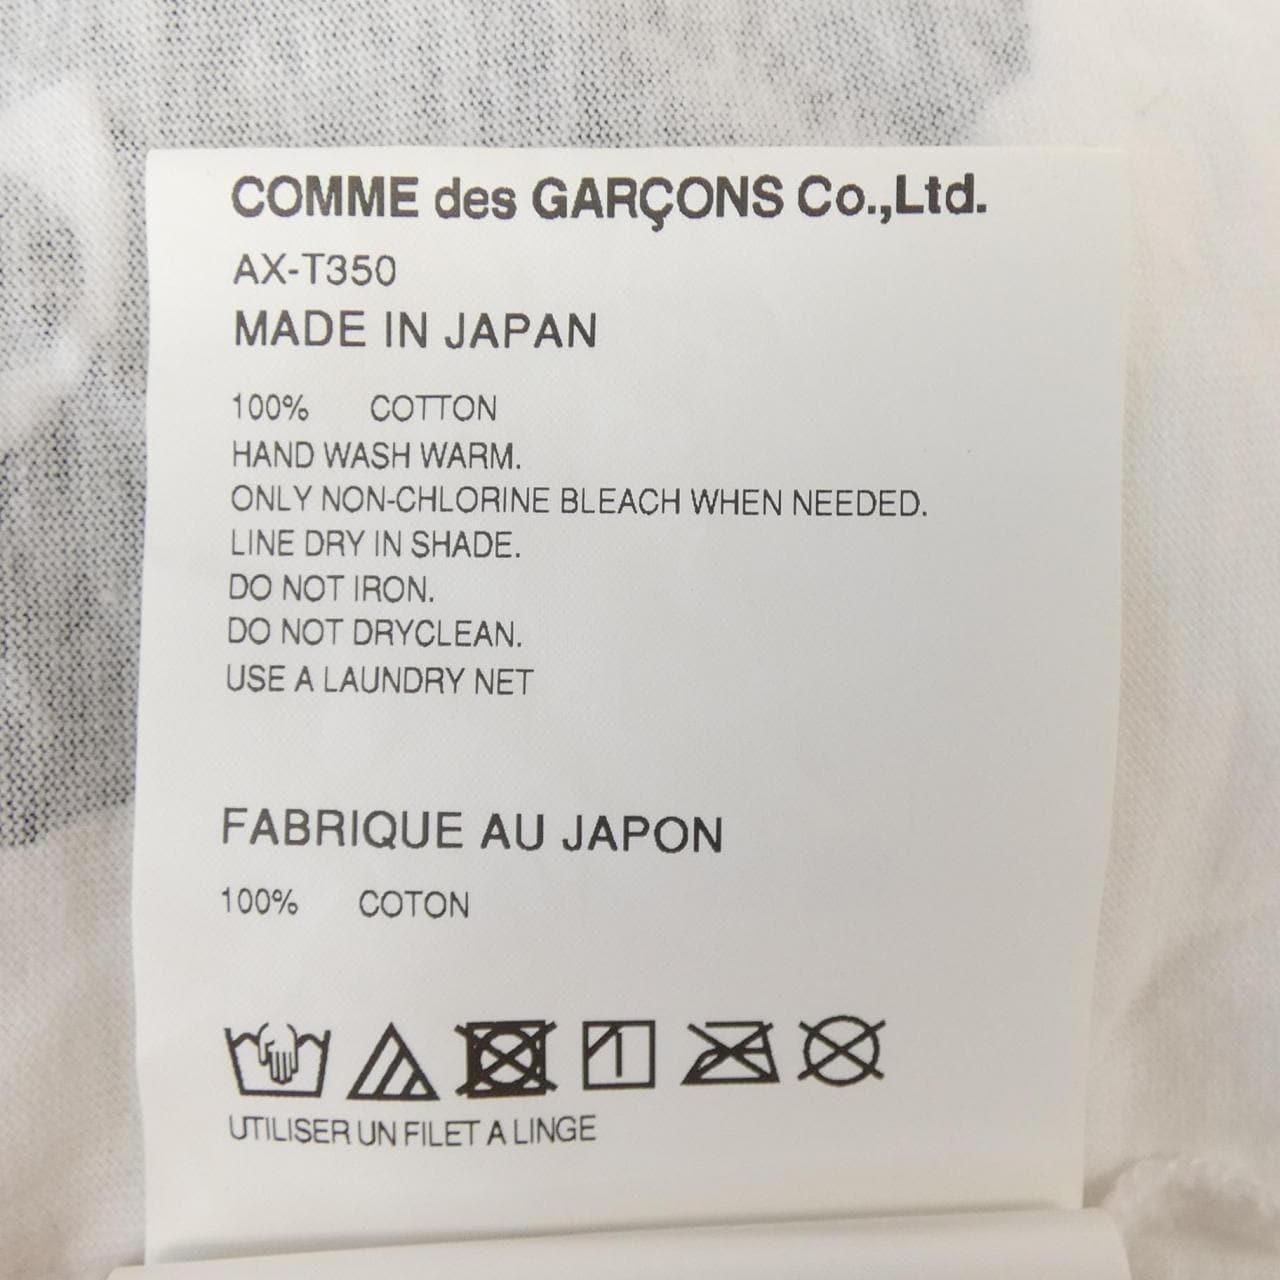 COMME des GARÇONS Co.,Ltd.
AX-T350
MADE IN JAPAN
100% COTTON
HAND WASH WARM.
ONLY NON-CHLORINE BLEACH WHEN NEEDED.
LINE DRY IN SHADE.
DO NOT IRON.
DO NOT DRYCLEAN.
USE A LAUNDRY NET
FABRIQUE AU JAPON
100% COTON
UTILISER UN FILET A LINGE